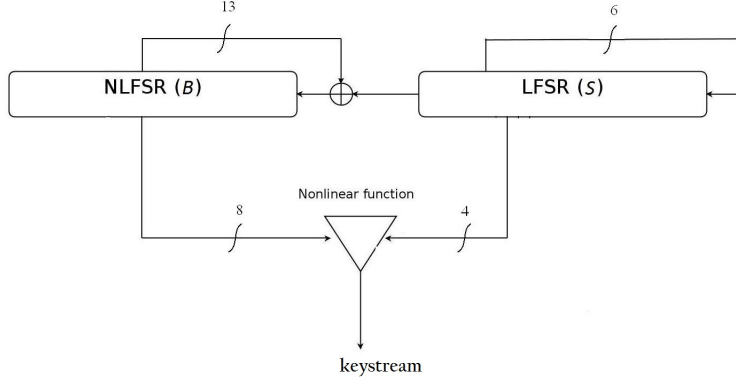 13
6
NLFSR (B)
LFSR (S)
Nonlinear function
8
4
keystream